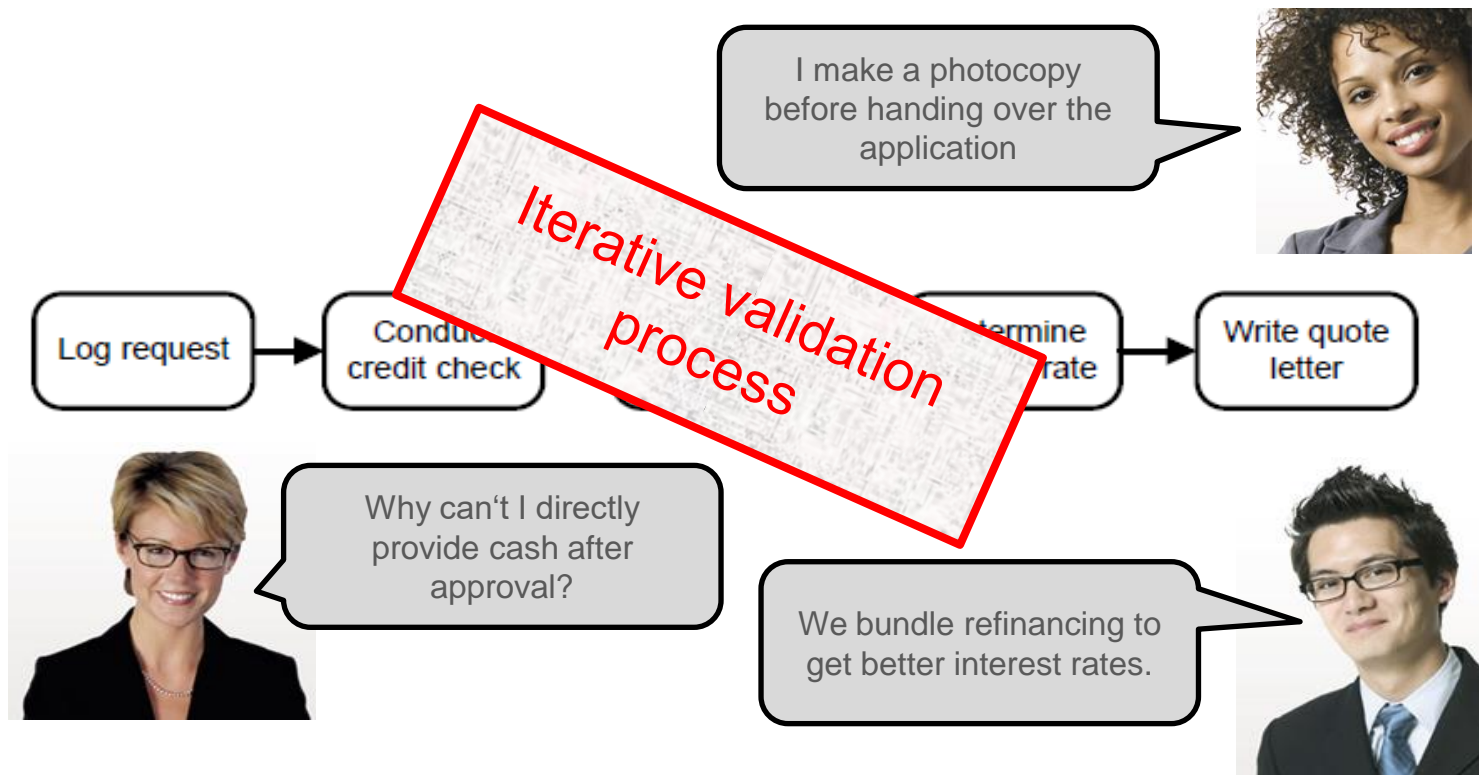 I make a photocopy
before handing over the
application
Iterative validation
process
Log request
credit check
rate
Write quote
letter
Why can‘t I directly
provide cash after
approval?
We bundle refinancing to
get better interest rates.